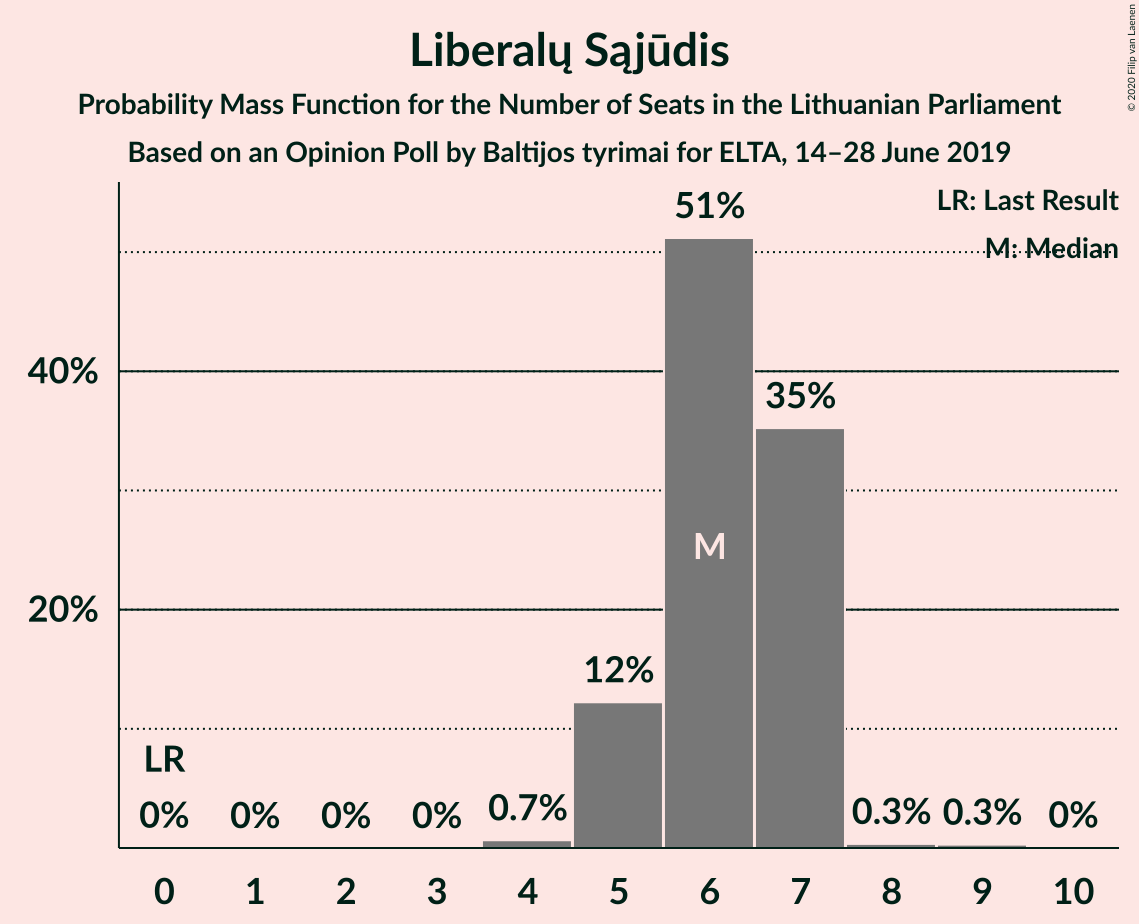 Liberalų Sąjūdis
Probability Mass Function for the Number of Seats in the Lithuanian Parliament
Based on an Opinion Poll by Baltijos tyrimai for ELTA, 14–28 June 2019
© 2020 Filip van Laenen
LR: Last Result
M: Median
51%
40%
35%
M
20%
12%
LR
0% 0% 0% 0% 0.7% 0.3% 0.3% 0%
0 1 2 3 4 5 6 7 8 9 10